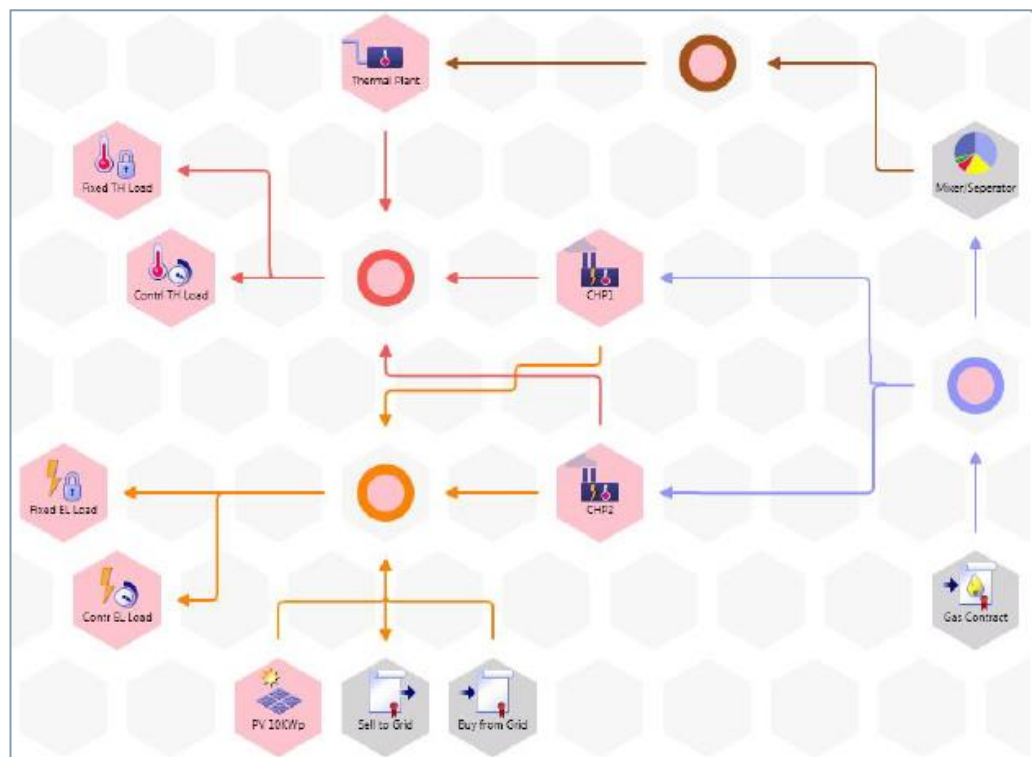 Thermal Plant
Fixed TH Load
Mixer/Seperator
Contrl TH Load
CHP1
Fixed EL Load
CHP2
Contr EL Load
Gas Contract
PV 10KWp
Sell to Grid
Buy from Grid